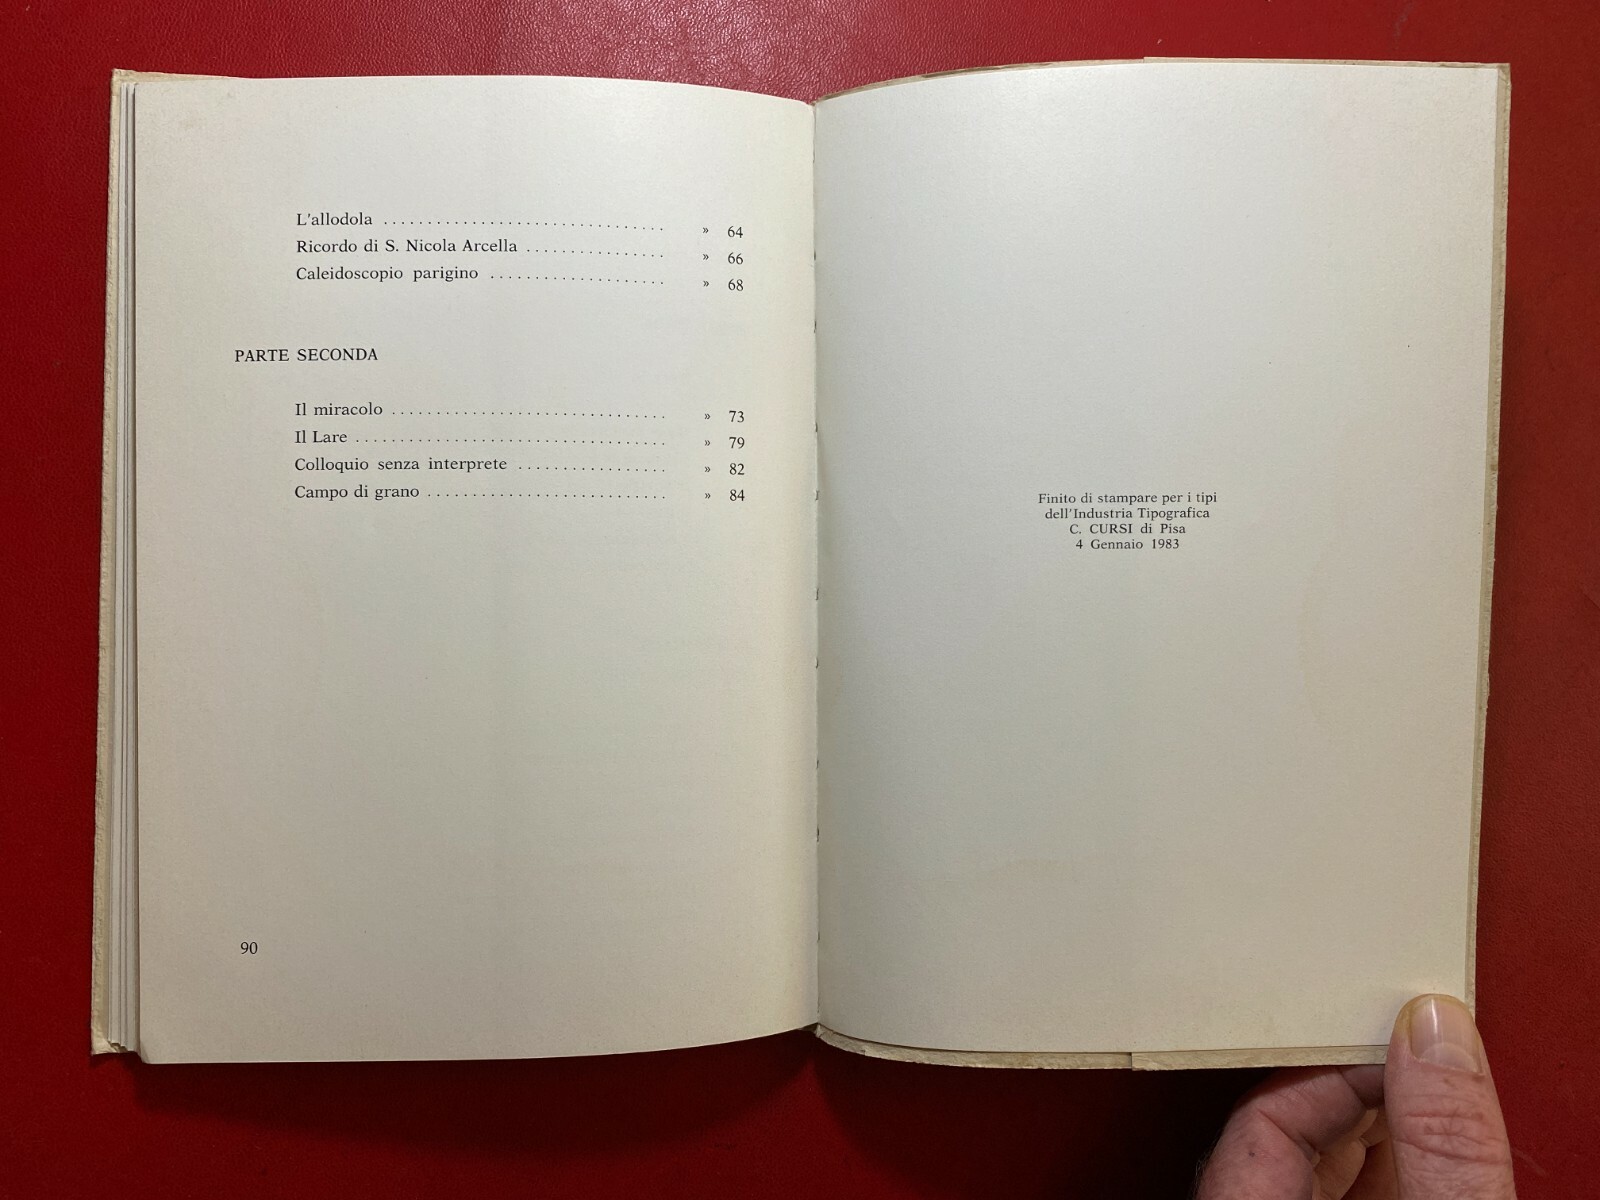 L'allodola ................................ » 64
Ricordo di S. Nicola Arcella ................ » 66
Caleidoscopio parigino .................... » 68
PARTE SECONDA
Il miracolo ............................... » 73
Il Lare ................................... » 79
Colloquio senza interprete ................. » 82
Campo di grano ........................... » 84
90
Finito di stampare per i tipi
dell'Industria Tipografica
C. CURSI di Pisa
4 Gennaio 1983